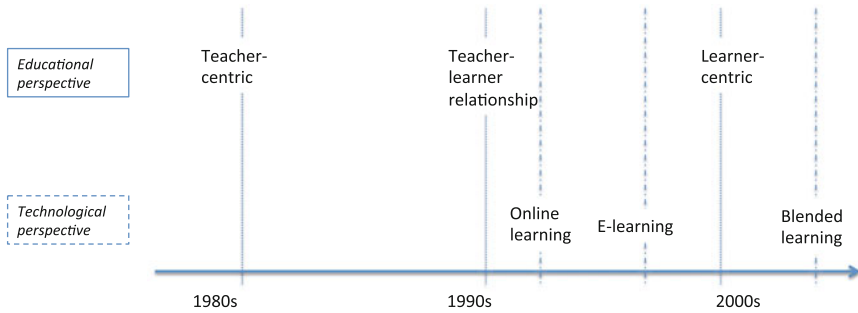 Educational
perspective
Teacher-
centric
Teacher-
learner
relationship
Learner-
centric
Technological
perspective
Online
learning
E-learning
Blended
learning
1980s
1990s
2000s